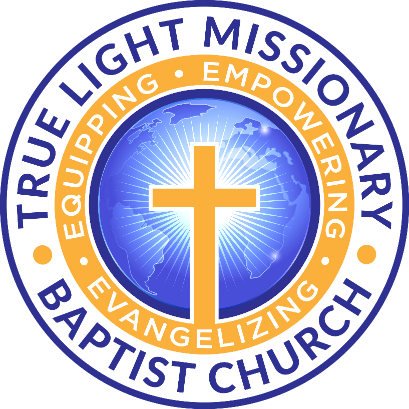 TRUE LIGHT MISSIONARY
BAPTIST CHURCH
EQUIPPING • EMPOWERING
• EVANGELIZING •